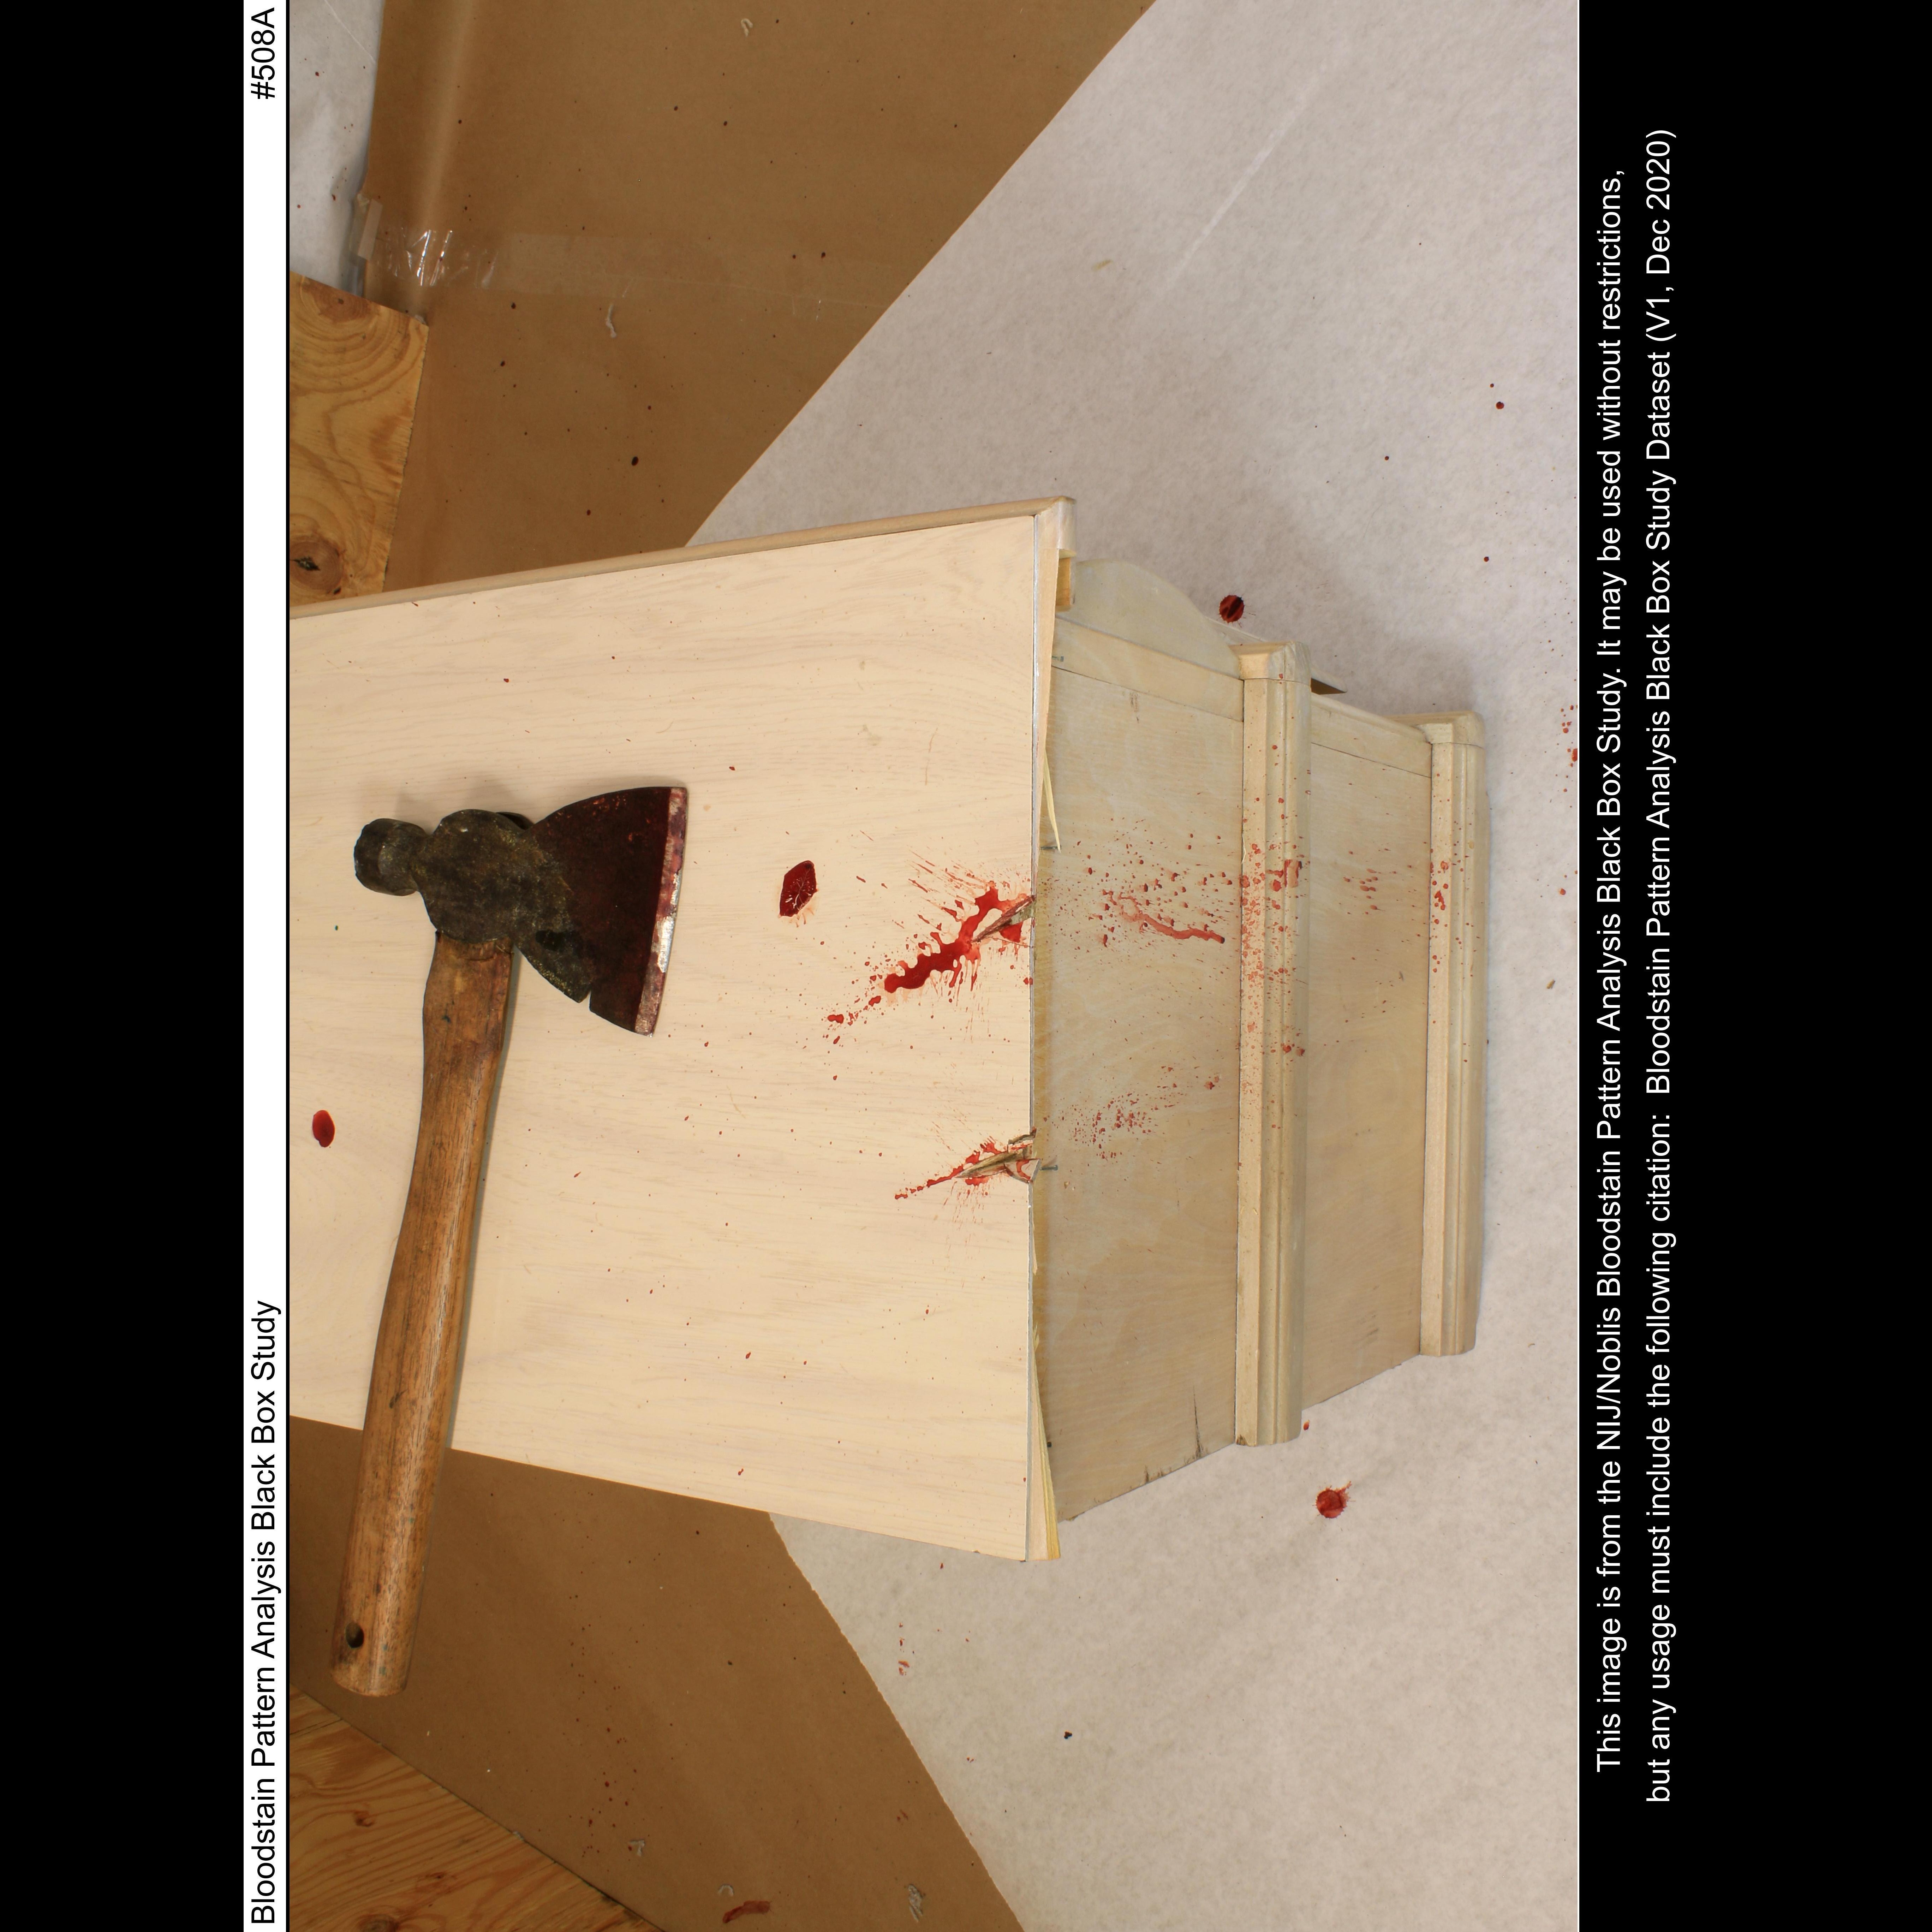 Bloodstain Pattern Analysis Black Box Study #508A
This image is from the NIJ/Noblis Bloodstain Pattern Analysis Black Box Study. It may be used without restrictions,
but any usage must include the following citation: Bloodstain Pattern Analysis Black Box Study Dataset (V1, Dec 2020)